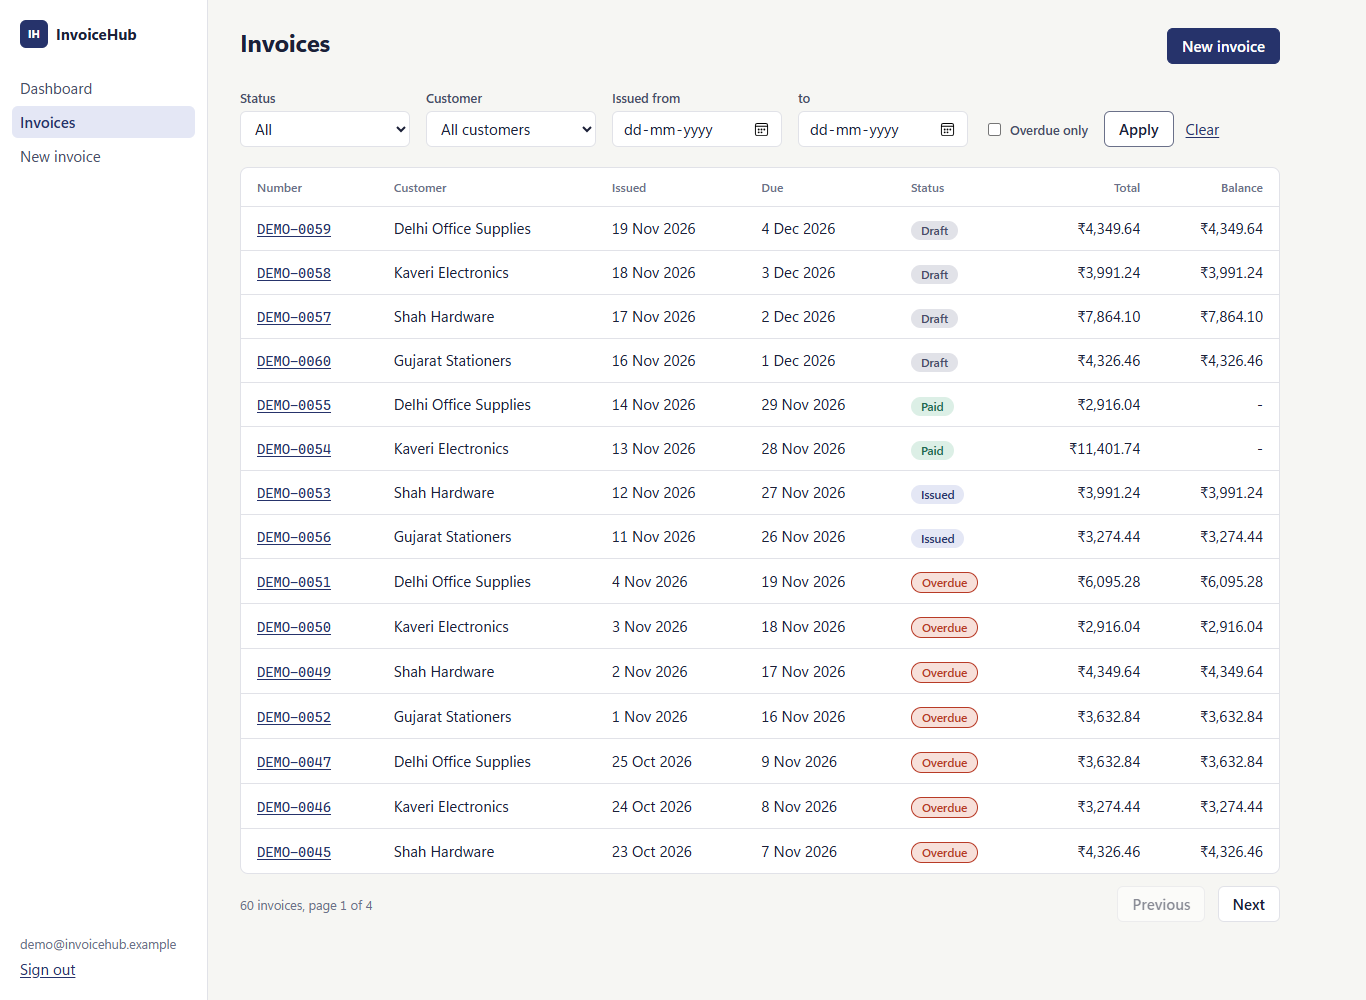 IH InvoiceHub
Dashboard
Invoices
New invoice
demo@invoicehub.example
Sign out
Invoices
New invoice
Status Customer Issued from to
All All customers dd-mm-yyyy dd-mm-yyyy Overdue only Apply Clear
Number Customer Issued Due Status Total Balance
DEMO-0059 Delhi Office Supplies 19 Nov 2026 4 Dec 2026 Draft ₹4,349.64 ₹4,349.64
DEMO-0058 Kaveri Electronics 18 Nov 2026 3 Dec 2026 Draft ₹3,991.24 ₹3,991.24
DEMO-0057 Shah Hardware 17 Nov 2026 2 Dec 2026 Draft ₹7,864.10 ₹7,864.10
DEMO-0060 Gujarat Stationers 16 Nov 2026 1 Dec 2026 Draft ₹4,326.46 ₹4,326.46
DEMO-0055 Delhi Office Supplies 14 Nov 2026 29 Nov 2026 Paid ₹2,916.04 -
DEMO-0054 Kaveri Electronics 13 Nov 2026 28 Nov 2026 Paid ₹11,401.74 -
DEMO-0053 Shah Hardware 12 Nov 2026 27 Nov 2026 Issued ₹3,991.24 ₹3,991.24
DEMO-0056 Gujarat Stationers 11 Nov 2026 26 Nov 2026 Issued ₹3,274.44 ₹3,274.44
DEMO-0051 Delhi Office Supplies 4 Nov 2026 19 Nov 2026 Overdue ₹6,095.28 ₹6,095.28
DEMO-0050 Kaveri Electronics 3 Nov 2026 18 Nov 2026 Overdue ₹2,916.04 ₹2,916.04
DEMO-0049 Shah Hardware 2 Nov 2026 17 Nov 2026 Overdue ₹4,349.64 ₹4,349.64
DEMO-0052 Gujarat Stationers 1 Nov 2026 16 Nov 2026 Overdue ₹3,632.84 ₹3,632.84
DEMO-0047 Delhi Office Supplies 25 Oct 2026 9 Nov 2026 Overdue ₹3,632.84 ₹3,632.84
DEMO-0046 Kaveri Electronics 24 Oct 2026 8 Nov 2026 Overdue ₹3,274.44 ₹3,274.44
DEMO-0045 Shah Hardware 23 Oct 2026 7 Nov 2026 Overdue ₹4,326.46 ₹4,326.46
60 invoices, page 1 of 4 Previous Next